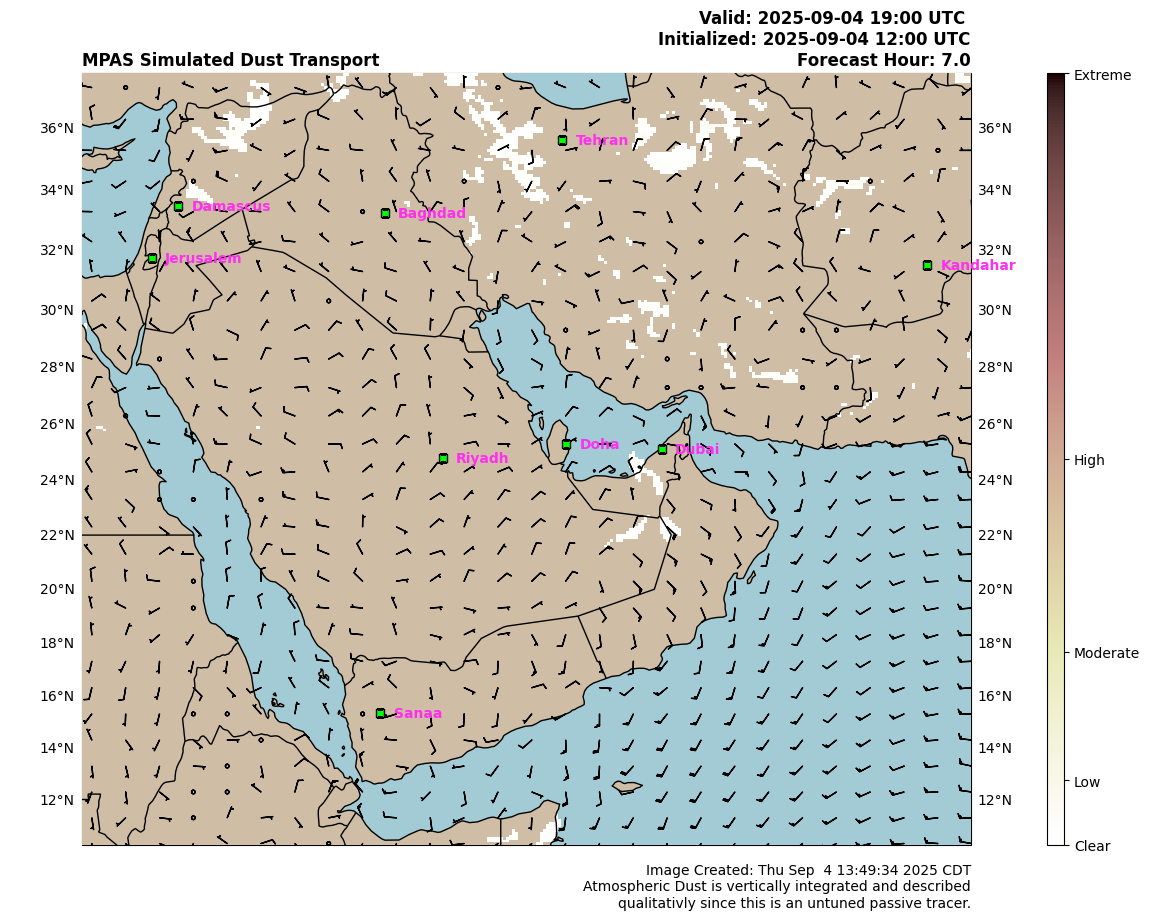 Valid: 2025-09-04 19:00 UTC
Initialized: 2025-09-04 12:00 UTC
MPAS Simulated Dust Transport Forecast Hour: 7.0
Extreme
36°N Tehran 36°N
34°N Damascus Baghdad 34°N
32°N Jerusalem Kandahar 32°N
30°N 30°N
28°N 28°N
26°N Doha Dubai 26°N
Riyadh High
24°N 24°N
22°N 22°N
20°N 20°N
18°N 18°N
Moderate
16°N Sanaa 16°N
14°N 14°N
Low
12°N 12°N
Clear
Image Created: Thu Sep  4 13:49:34 2025 CDT
Atmospheric Dust is vertically integrated and described
qualitativly since this is an untuned passive tracer.